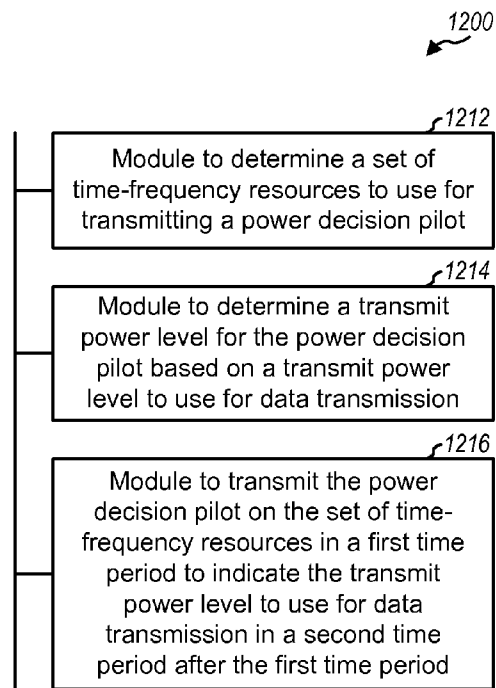 1200
1212
Module to determine a set of
time-frequency resources to use for
transmitting a power decision pilot
1214
Module to determine a transmit
power level for the power decision
pilot based on a transmit power
level to use for data transmission
1216
Module to transmit the power
decision pilot on the set of time-
frequency resources in a first time
period to indicate the transmit
power level to use for data
transmission in a second time
period after the first time period